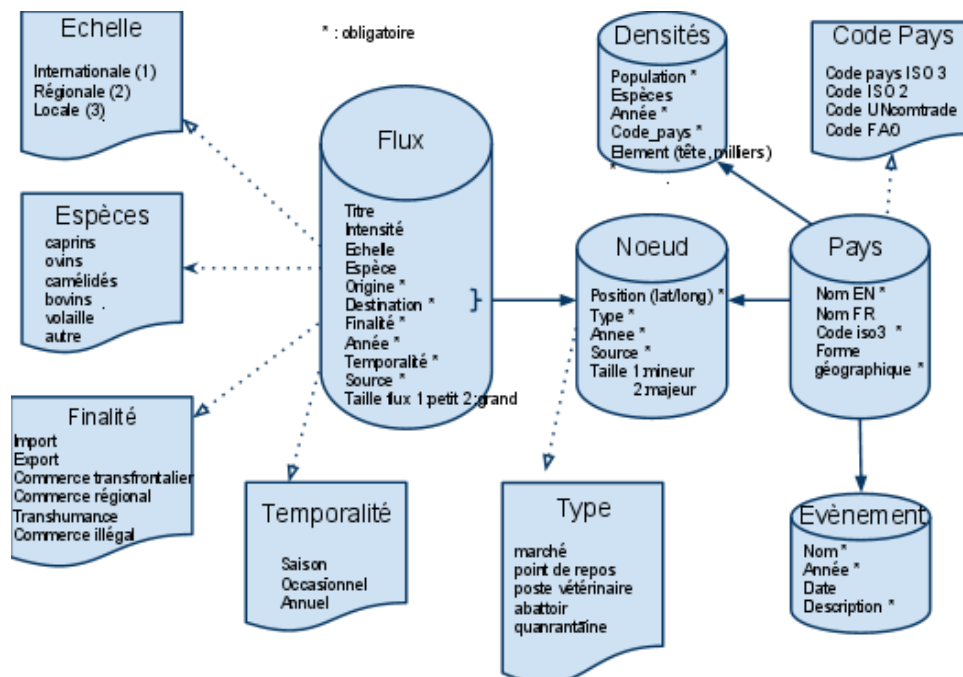 Echelle
Internationale (1)
Régionale (2)
Locale (3)
* : obligatoire
Densités
Population *
Espèces
Année *
Code_pays *
Element (tête, milliers)
*
Code Pays
Code pays ISO 3
Code ISO 2
Code UNcomtrade
Code FAO
Flux
Titre
Intensité
Echelle
Espèce
Origine *
Destination *
Finalité *
Année *
Temporalité *
Source *
Taille flux 1:petit 2:grand
}
Espèces
caprins
ovins
camélidés
bovins
volaille
autre
Noeud
Position (lat/long) *
Type *
Annee *
Source *
Taille 1:mineur
2:majeur
Pays
Nom EN *
Nom FR
Code iso3 *
Forme
géographique *
Finalité
Import
Export
Commerce transfrontalier
Commerce régional
Transhumance
Commerce illégal
Temporalité
Saison
Occasionnel
Annuel
Type
marché
point de repos
poste vétérinaire
abattoir
quanrantaïne
Evènement
Nom *
Année *
Date
Description *